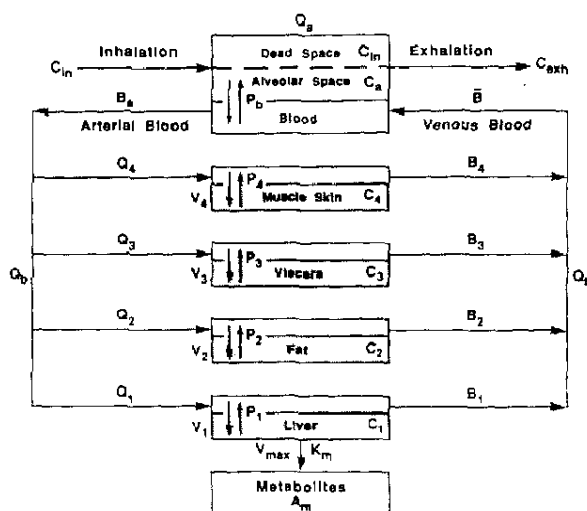 Qa
Inhalation
Dead Space
Cin
Exhalation
Cin
Alveolar Space
Ca
Cexh
Ba
Pb
B̄
Arterial Blood
Blood
Venous Blood
Q4
P4
B4
V4
Muscle Skin
C4
Q3
P3
B3
Qb
V3
Viscera
C3
Q2
P2
B2
V2
Fat
C2
Q1
P1
B1
V1
Liver
C1
Vmax
Km
Metabolites
Am